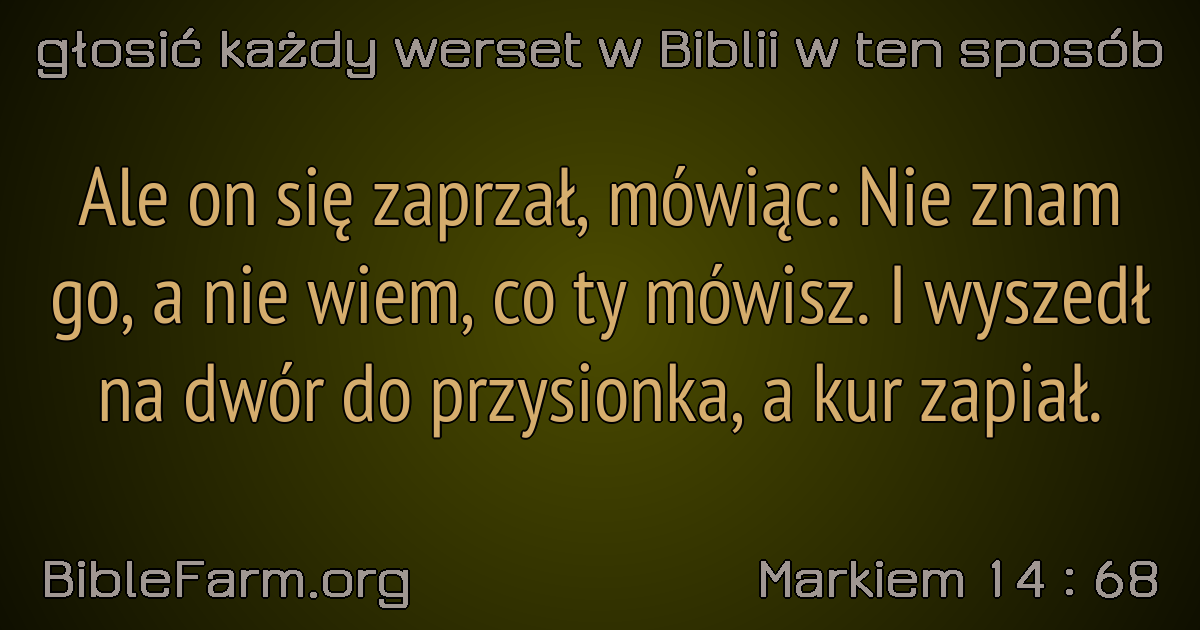 głosić każdy werset w Biblii w ten sposób
Ale on się zaprzał, mówiąc: Nie znam
go, a nie wiem, co ty mówisz. I wyszedł
na dwór do przysionka, a kur zapiał.
BibleFarm.org
Markiem 14 : 68